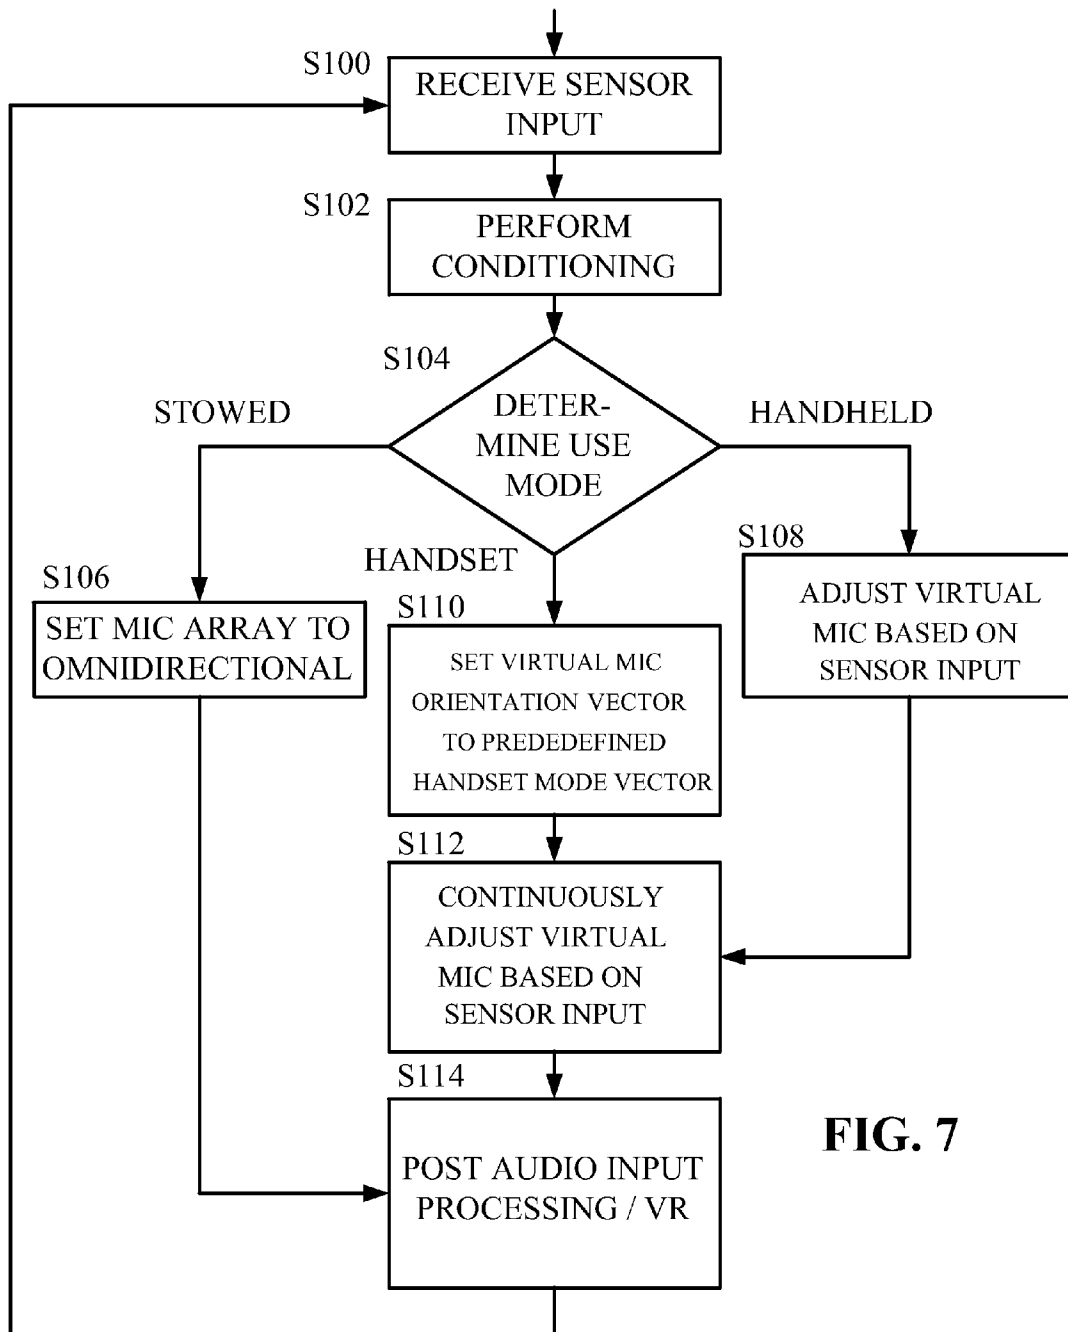 S100
RECEIVE SENSOR
INPUT
S102
PERFORM
CONDITIONING
S104
DETER-
MINE USE
MODE
STOWED
HANDHELD
HANDSET
S106
SET MIC ARRAY TO
OMNIDIRECTIONAL
S108
ADJUST VIRTUAL
MIC BASED ON
SENSOR INPUT
S110
SET VIRTUAL MIC
ORIENTATION VECTOR
TO PREDEDEFINED
HANDSET MODE VECTOR
S112
CONTINUOUSLY
ADJUST VIRTUAL
MIC BASED ON
SENSOR INPUT
S114
POST AUDIO INPUT
PROCESSING / VR
FIG. 7